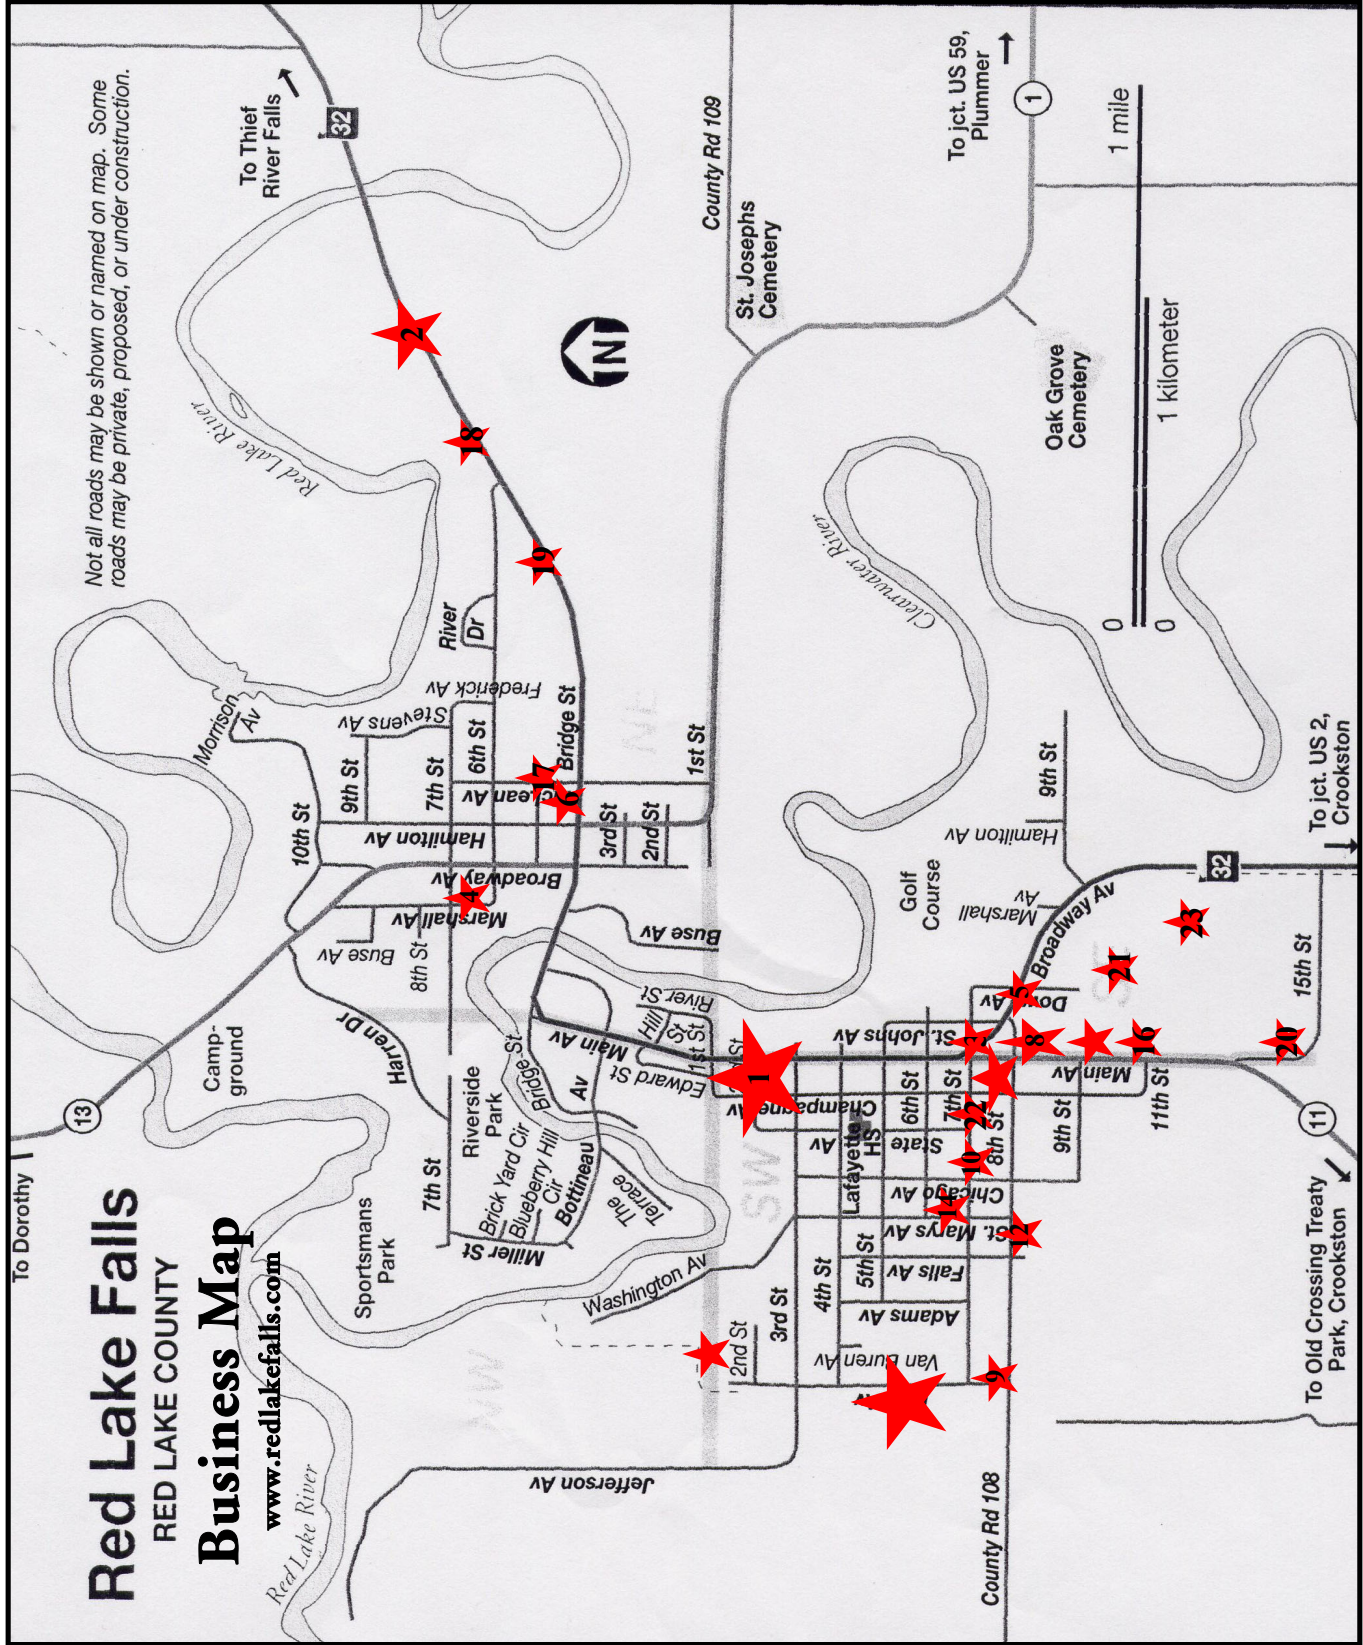 Red Lake Falls
RED LAKE COUNTY
Business Map
www.redlakefalls.com
Not all roads may be shown or named on map. Some
roads may be private, proposed, or under construction.
To Dorothy
13
To Thief
River Falls
32
Red Lake River
Red Lake River
Sportsmans
Park
Camp-
ground
Harren Dr
Morrison
Av
10th St
9th St
Stevens Av
Frederick Av
River
Dr
7th St
6th St
Hamilton Av
Broadway Av
Marshall Av
Buse Av
8th St
7th St
Riverside
Park
Brick Yard Cir
Blueberry Hill
Cir
Miller St
Bottineau
Av
The
Terrace
Bridge St
Bridge St
Main Av
3rd St
2nd St
1st St
Buse Av
River St
Hill
St
1st St
Edward St
Washington Av
Jefferson Av
2nd St
3rd St
4th St
5th St
Van Buren Av
Adams Av
Falls Av
St. Marys Av
Chicago Av
State
Av
Lafayette
HS
Champagne Av
St. Johns Av
6th St
7th St
8th St
9th St
11th St
15th St
Main Av
Broadway Av
Marshall
Av
Hamilton Av
9th St
Golf
Course
Clearwater River
County Rd 109
St. Josephs
Cemetery
Oak Grove
Cemetery
To jct. US 59,
Plummer
1
N
0
1 mile
0
1 kilometer
32
To jct. US 2,
Crookston
11
To Old Crossing Treaty
Park, Crookston
County Rd 108
NW
SW
SE
2
18
19
17
6
4
1
5
3
8
16
20
21
23
22
10
14
12
9